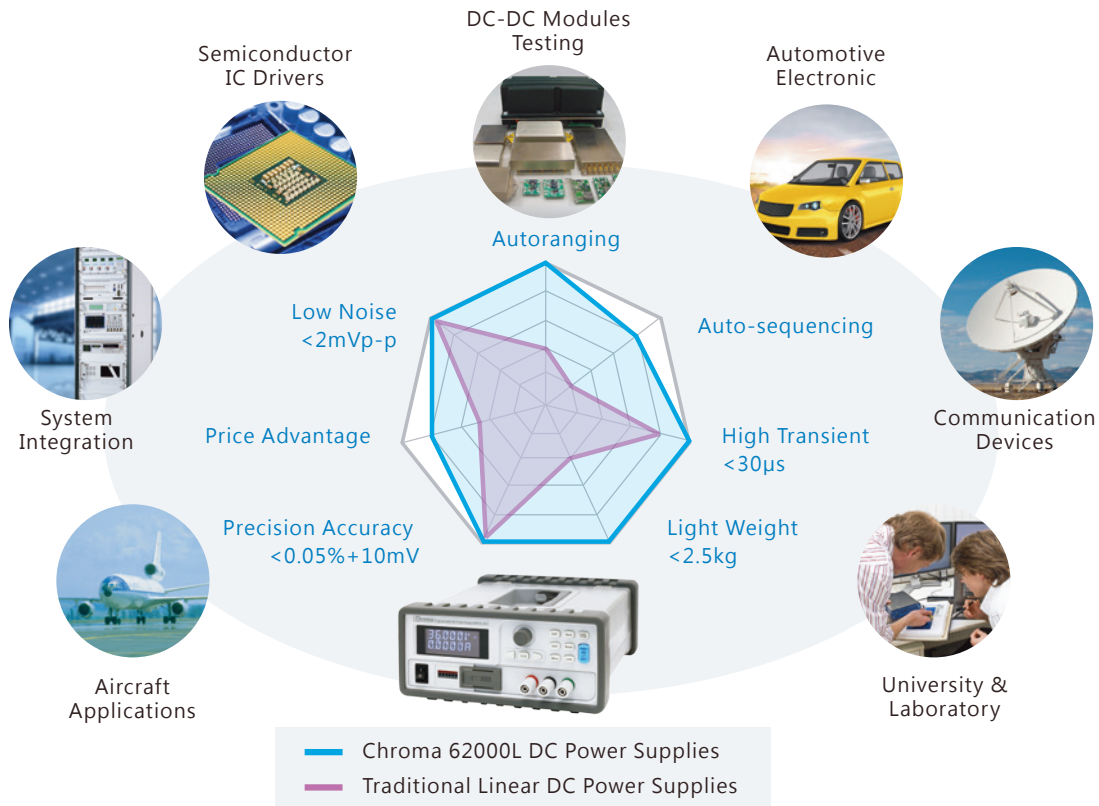 DC-DC Modules
Testing
Semiconductor
IC Drivers
Automotive
Electronic
Autoranging
Low Noise
<2mVp-p
Auto-sequencing
System
Integration
Price Advantage
High Transient
<30μs
Communication
Devices
Precision Accuracy
<0.05%+10mV
Light Weight
<2.5kg
Aircraft
Applications
University &
Laboratory
Chroma 62000L DC Power Supplies
Traditional Linear DC Power Supplies